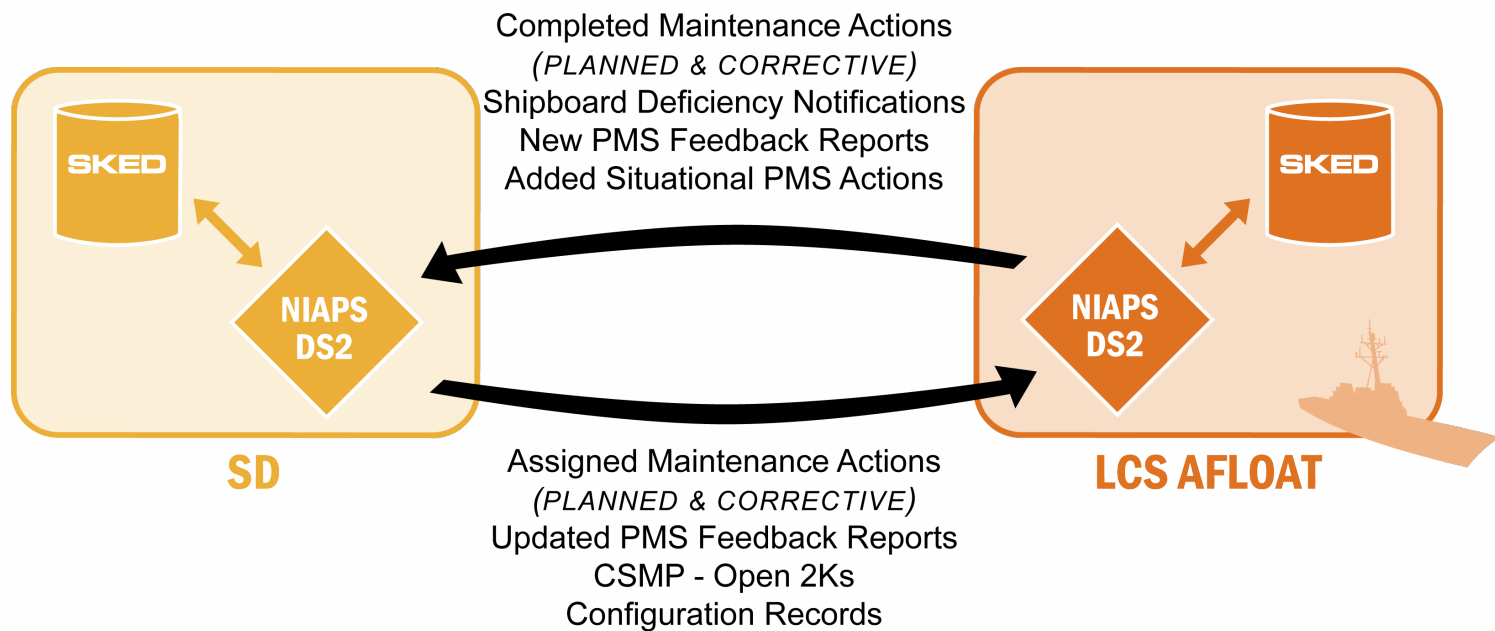 Completed Maintenance Actions
(PLANNED & CORRECTIVE)
Shipboard Deficiency Notifications
New PMS Feedback Reports
Added Situational PMS Actions
SKED
NIAPS
DS2
SD
SKED
NIAPS
DS2
LCS AFLOAT
Assigned Maintenance Actions
(PLANNED & CORRECTIVE)
Updated PMS Feedback Reports
CSMP - Open 2Ks
Configuration Records